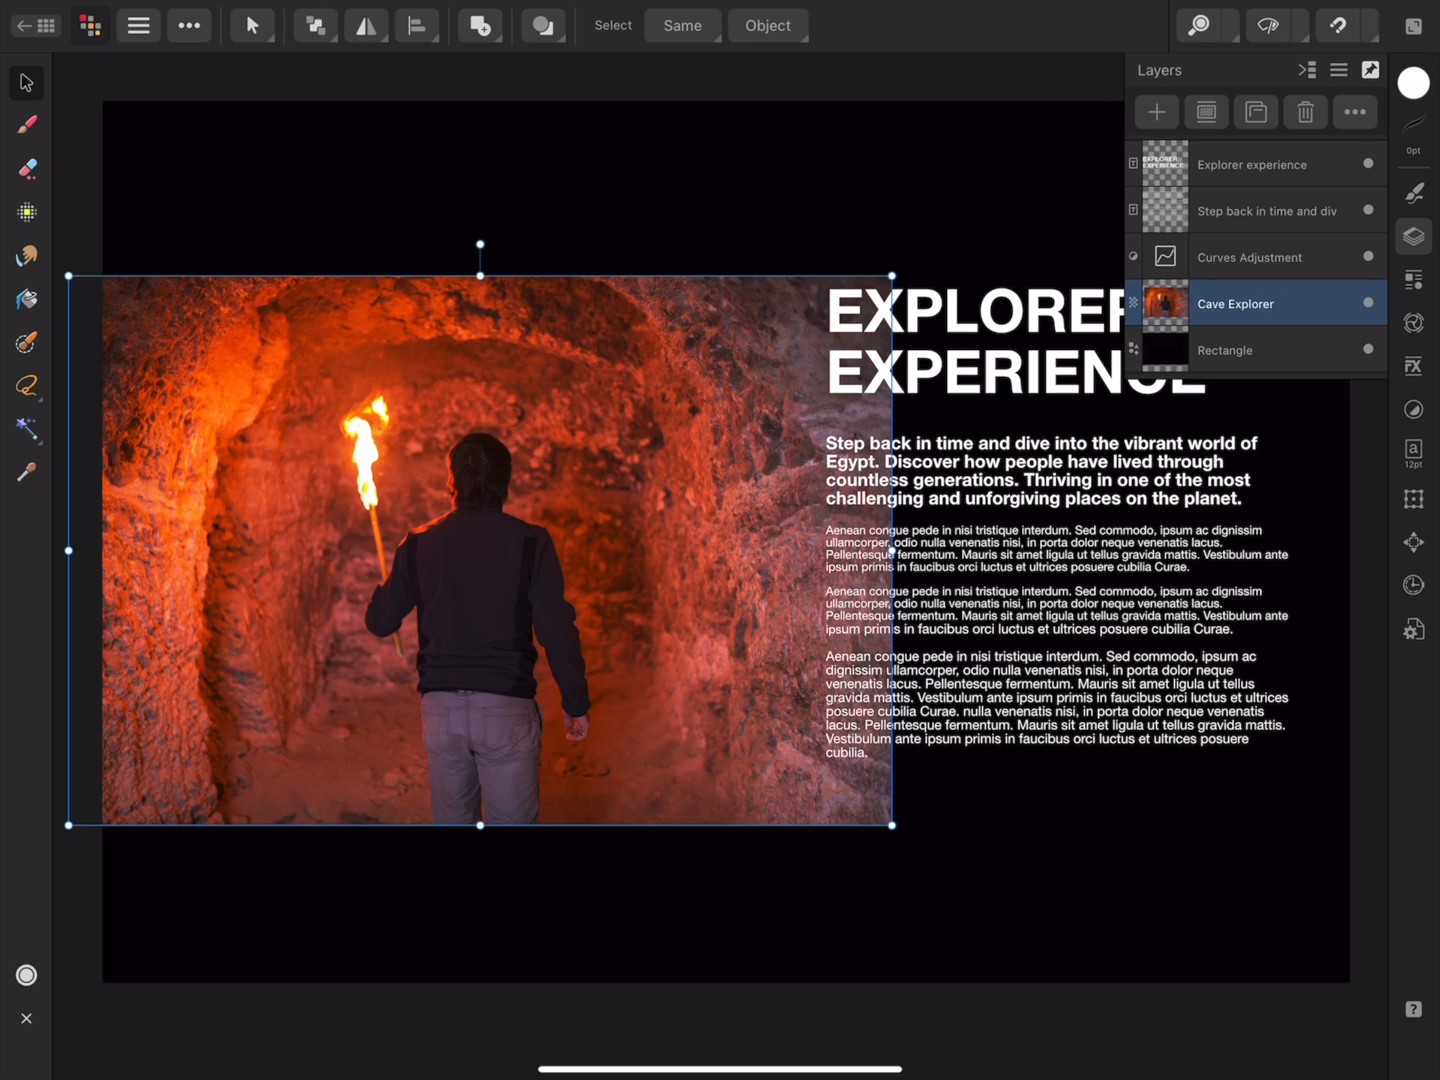 Select
Same
Object
Layers
EXPLORER EXPERIENCE
Explorer experience
Step back in time and div
Curves Adjustment
Cave Explorer
Rectangle
0pt
FX
a
12pt
?
EXPLORER
EXPERIENCE
Step back in time and dive into the vibrant world of
Egypt. Discover how people have lived through
countless generations. Thriving in one of the most
challenging and unforgiving places on the planet.
Aenean congue pede in nisi tristique interdum. Sed commodo, ipsum ac dignissim
ullamcorper, odio nulla venenatis nisi, in porta dolor neque venenatis lacus.
Pellentesque fermentum. Mauris sit amet ligula ut tellus gravida mattis. Vestibulum ante
ipsum primis in faucibus orci luctus et ultrices posuere cubilia Curae.
Aenean congue pede in nisi tristique interdum. Sed commodo, ipsum ac dignissim
ullamcorper, odio nulla venenatis nisi, in porta dolor neque venenatis lacus.
Pellentesque fermentum. Mauris sit amet ligula ut tellus gravida mattis. Vestibulum ante
ipsum primis in faucibus orci luctus et ultrices posuere cubilia Curae.
Aenean congue pede in nisi tristique interdum. Sed commodo, ipsum ac
dignissim ullamcorper, odio nulla venenatis nisi, in porta dolor neque
venenatis lacus. Pellentesque fermentum. Mauris sit amet ligula ut tellus
gravida mattis. Vestibulum ante ipsum primis in faucibus orci luctus et ultrices
posuere cubilia Curae. nulla venenatis nisi, in porta dolor neque venenatis
lacus. Pellentesque fermentum. Mauris sit amet ligula ut tellus gravida mattis.
Vestibulum ante ipsum primis in faucibus orci luctus et ultrices posuere
cubilia.